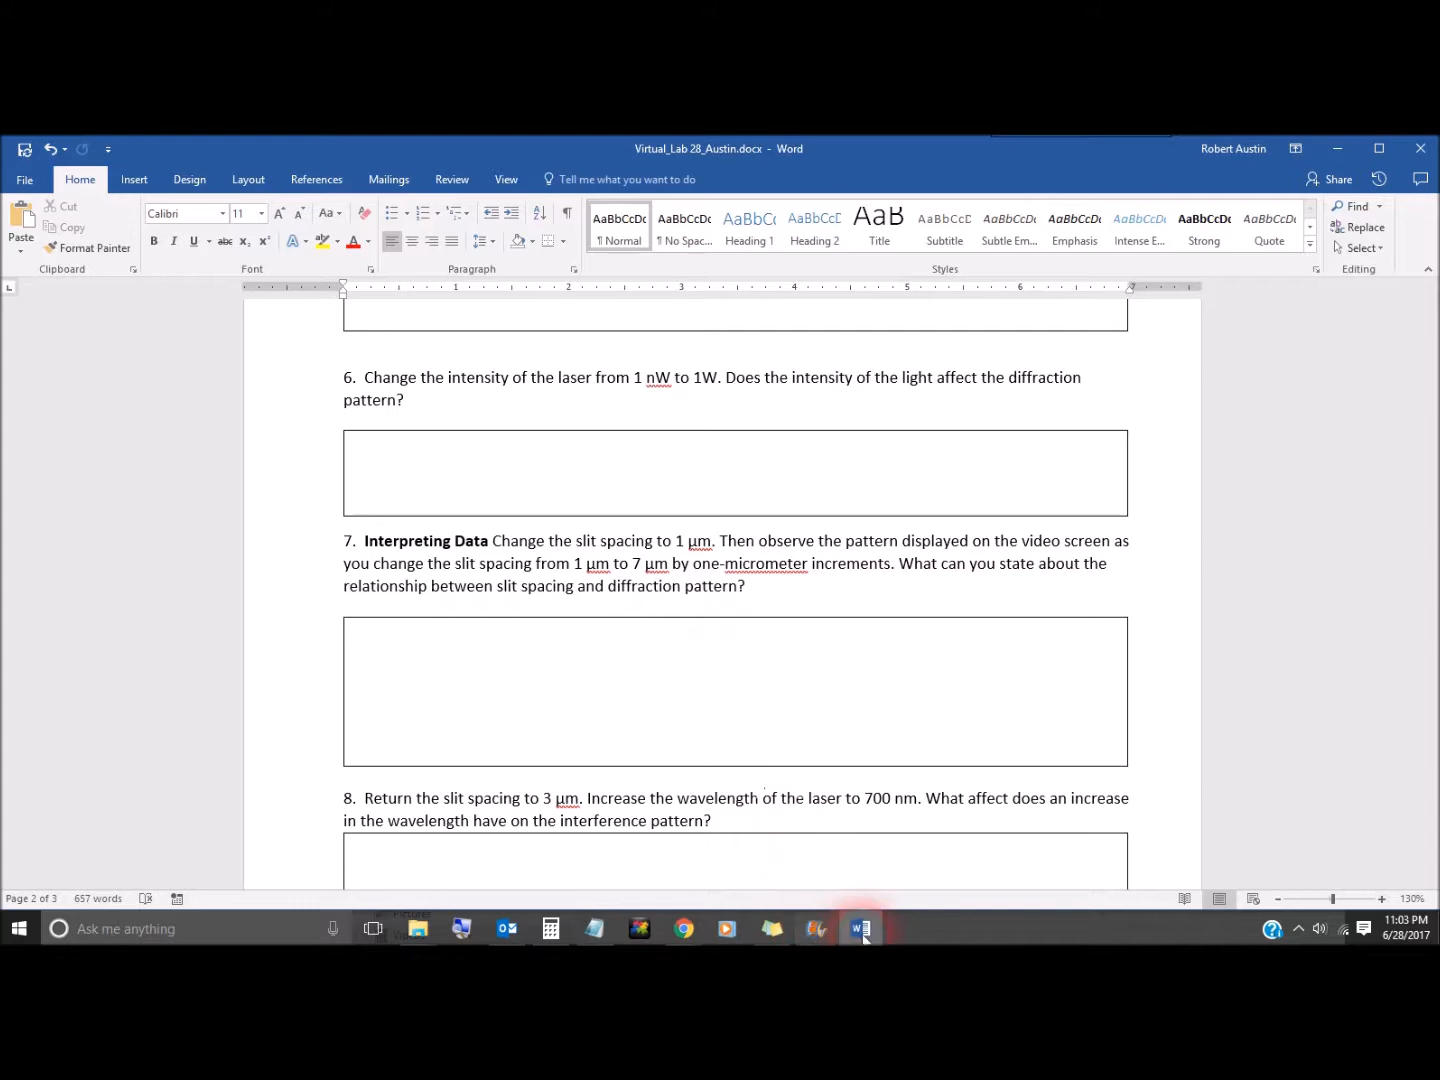 Virtual_Lab 28_Austin.docx - Word
Robert Austin
File Home Insert Design Layout References Mailings Review View Tell me what you want to do Share
Paste
Cut
Copy
Format Painter
Clipboard
Calibri 11
Font
Paragraph
AaBbCcDc AaBbCcDc AaBbCc AaBbCcD AaB AaBbCcD AaBbCcDc AaBbCcDc AaBbCcDc AaBbCcDc AaBbCcDc
¶ Normal ¶ No Spac... Heading 1 Heading 2 Title Subtitle Subtle Em... Emphasis Intense E... Strong Quote
Styles
Find
Replace
Select
Editing
1 2 3 4 5 6 7
6. Change the intensity of the laser from 1 nW to 1W. Does the intensity of the light affect the diffraction
pattern?
7. Interpreting Data Change the slit spacing to 1 µm. Then observe the pattern displayed on the video screen as
you change the slit spacing from 1 µm to 7 µm by one-micrometer increments. What can you state about the
relationship between slit spacing and diffraction pattern?
8. Return the slit spacing to 3 µm. Increase the wavelength of the laser to 700 nm. What affect does an increase
in the wavelength have on the interference pattern?
Page 2 of 3 657 words 130%
Ask me anything
11:03 PM
6/28/2017